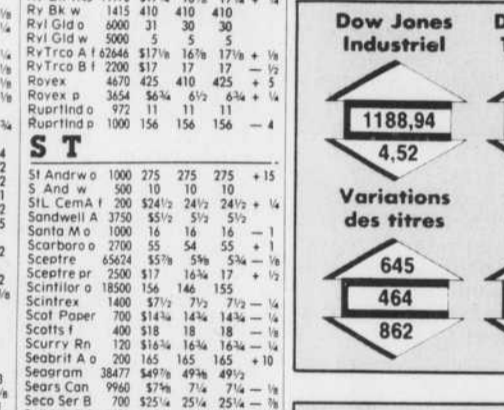 Ry Bk w 1415 410 410 410
Ryl Gld o 6000 31 30 30
Ryl Gld w 5000 5 5 5
RyTrco A f 62646 $17⅛ 16⅞ 17⅛ + ⅛
RyTrco B f 2200 $17 17 17 — ½
Rovex 4670 425 410 425 + 5
Rovex p 3654 $6¾ 6½ 6¾ + ¼
RuprtInd o 972 11 11 11
RuprtInd p 1000 156 156 156 — 4
S T
St Andrw o 1000 275 275 275 + 15
S And w 500 10 10 10
StL CemA f 200 $24½ 24½ 24½ + ¼
Sandwell A 3750 $5½ 5½ 5½
Santa M o 1000 16 16 16 — 1
Scarboro o 2700 55 54 55 + 1
Sceptre 65624 $5⅞ 5⅝ 5¾ — ⅛
Sceptre pr 2500 $17 16¾ 17 + ½
Scintilor o 18500 156 146 155
Scintrex 1400 $7½ 7½ 7½ — ¼
Scot Paper 700 $14¾ 14¾ 14¾ — ¼
Scotts f 400 $18 18 18 — ⅛
Scurry Rn 120 $16¾ 16¾ 16¾ — ¼
Seabrit A o 200 165 165 165 + 10
Seagram 38477 $49⅞ 49⅜ 49½
Sears Can 9960 $7⅜ 7¼ 7¼ — ⅛
Seco Ser B 700 $25¼ 25¼ 25¼ — ⅞
Dow Jones
Industriel
1188,94
4,52
Variations
des titres
645
464
862